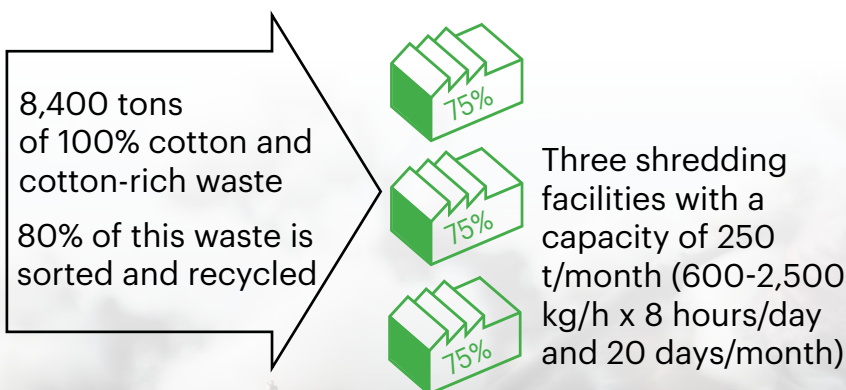 8,400 tons
of 100% cotton and
cotton-rich waste
80% of this waste is
sorted and recycled
75%
75%
75%
Three shredding
facilities with a
capacity of 250
t/month (600-2,500
kg/h x 8 hours/day
and 20 days/month)